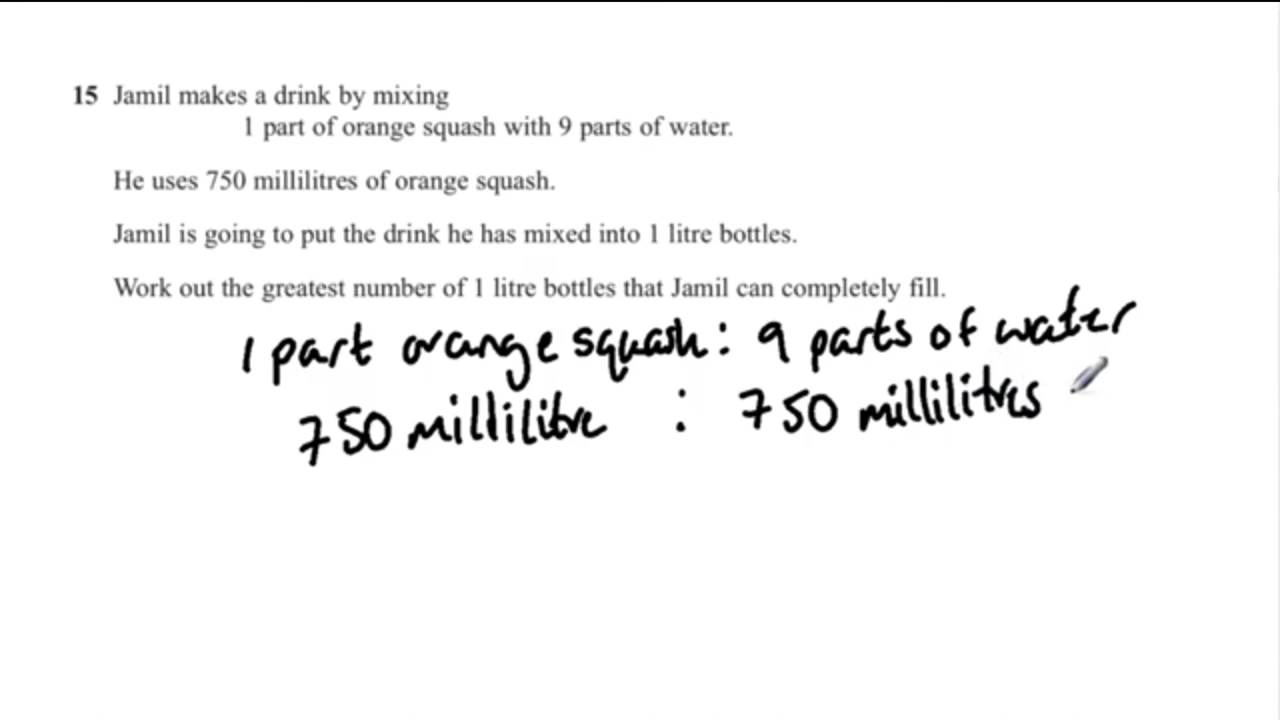 15 Jamil makes a drink by mixing
1 part of orange squash with 9 parts of water.
He uses 750 millilitres of orange squash.
Jamil is going to put the drink he has mixed into 1 litre bottles.
Work out the greatest number of 1 litre bottles that Jamil can completely fill.
1 part orange squash : 9 parts of water
750 millilitre : 750 millilitres